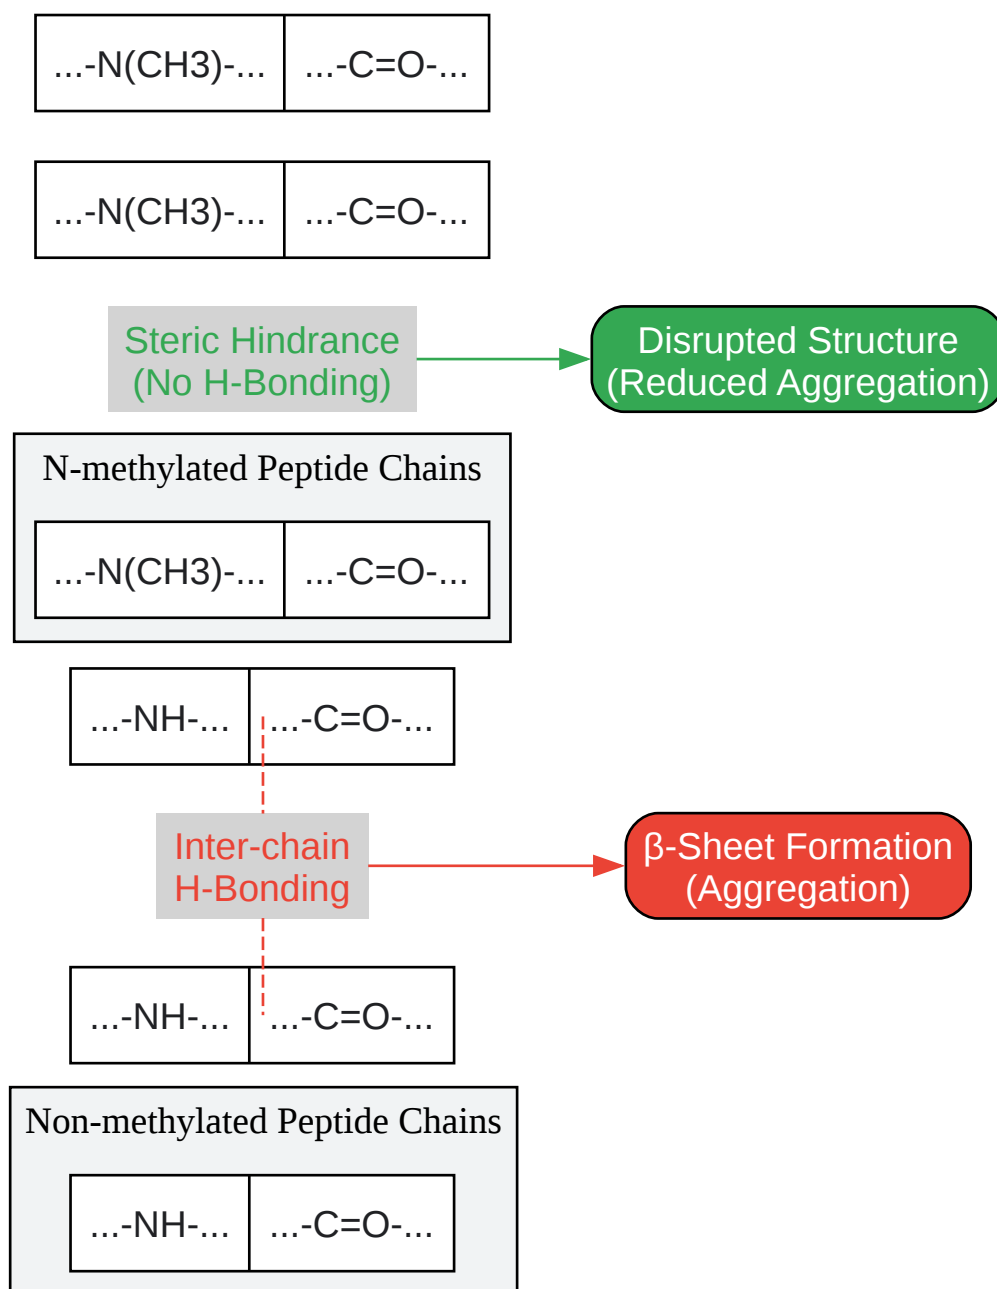 ...-N(CH3)-... ...-C=O-...
...-N(CH3)-... ...-C=O-...
Steric Hindrance
(No H-Bonding)
Disrupted Structure
(Reduced Aggregation)
N-methylated Peptide Chains
...-N(CH3)-... ...-C=O-...
...-NH-... ...-C=O-...
Inter-chain
H-Bonding
β-Sheet Formation
(Aggregation)
...-NH-... ...-C=O-...
Non-methylated Peptide Chains
...-NH-... ...-C=O-...